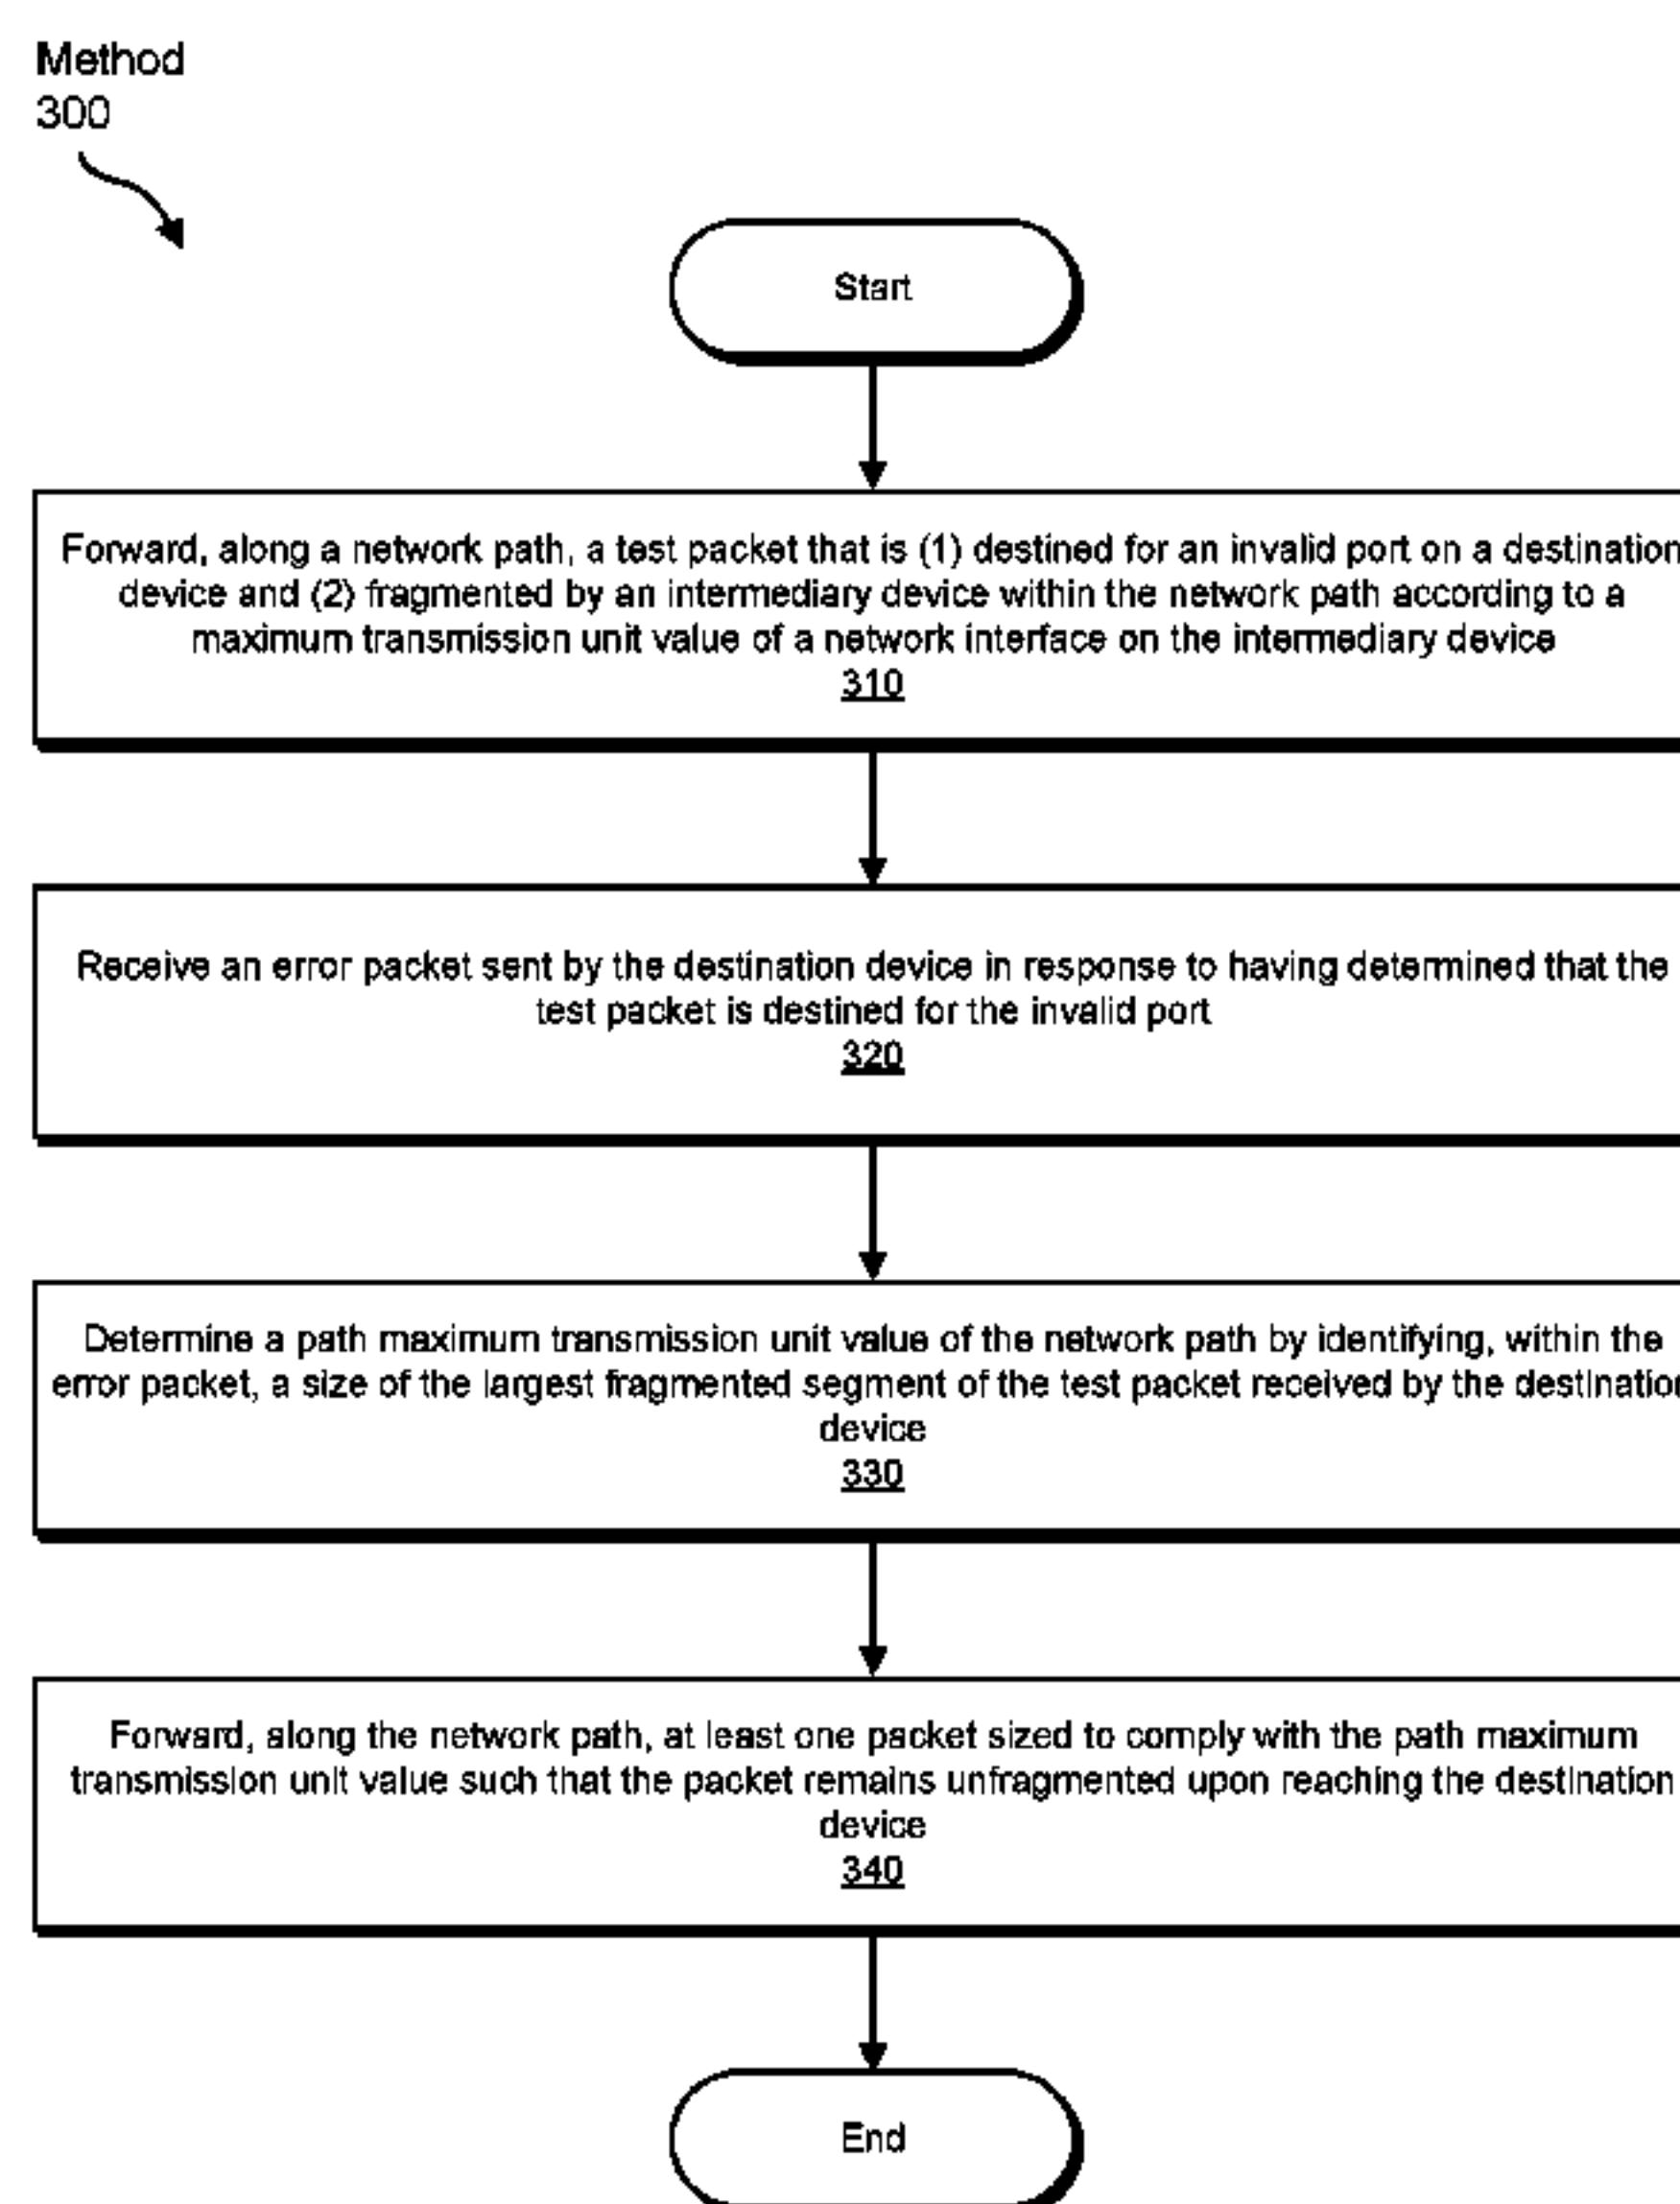 Method
300
Start
Forward, along a network path, a test packet that is (1) destined for an invalid port on a destination
device and (2) fragmented by an intermediary device within the network path according to a
maximum transmission unit value of a network interface on the intermediary device
310
Receive an error packet sent by the destination device in response to having determined that the
test packet is destined for the invalid port
320
Determine a path maximum transmission unit value of the network path by identifying, within the
error packet, a size of the largest fragmented segment of the test packet received by the destination
device
330
Forward, along the network path, at least one packet sized to comply with the path maximum
transmission unit value such that the packet remains unfragmented upon reaching the destination
device
340
End